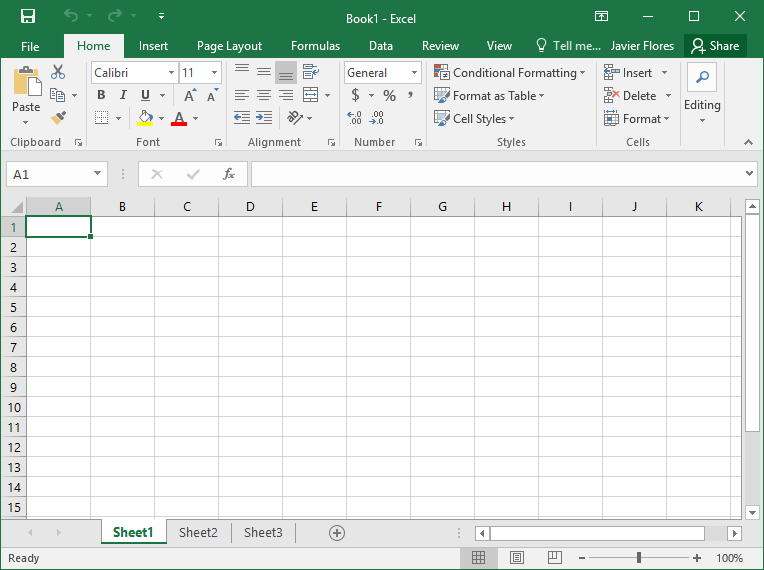 Book1 - Excel
File Home Insert Page Layout Formulas Data Review View Tell me... Javier Flores Share
Calibri 11 General Conditional Formatting Insert
Paste B I U A A $ % , Format as Table Delete Editing
A .0 .00 .00 .0 Cell Styles Format
Clipboard Font Alignment Number Styles Cells
A1 fx
A B C D E F G H I J K
1
2
3
4
5
6
7
8
9
10
11
12
13
14
15
Sheet1 Sheet2 Sheet3
Ready 100%